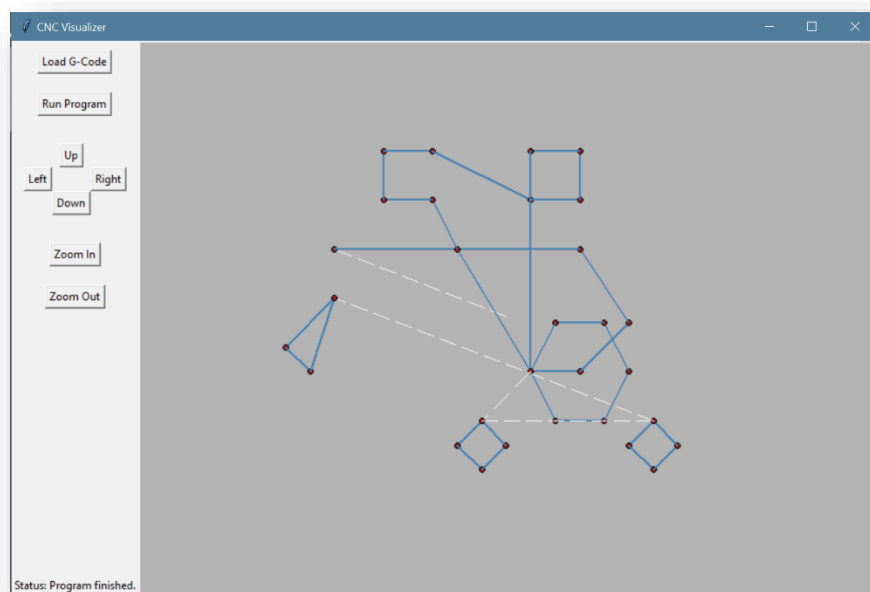 CNC Visualizer
Load G-Code
Run Program
Up
Left Right
Down
Zoom In
Zoom Out
Status: Program finished.